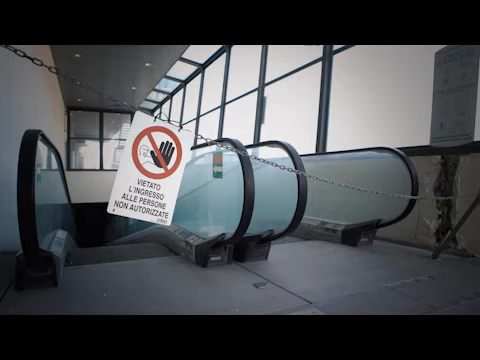 VIETATO
L'INGRESSO
ALLE PERSONE
NON AUTORIZZATE